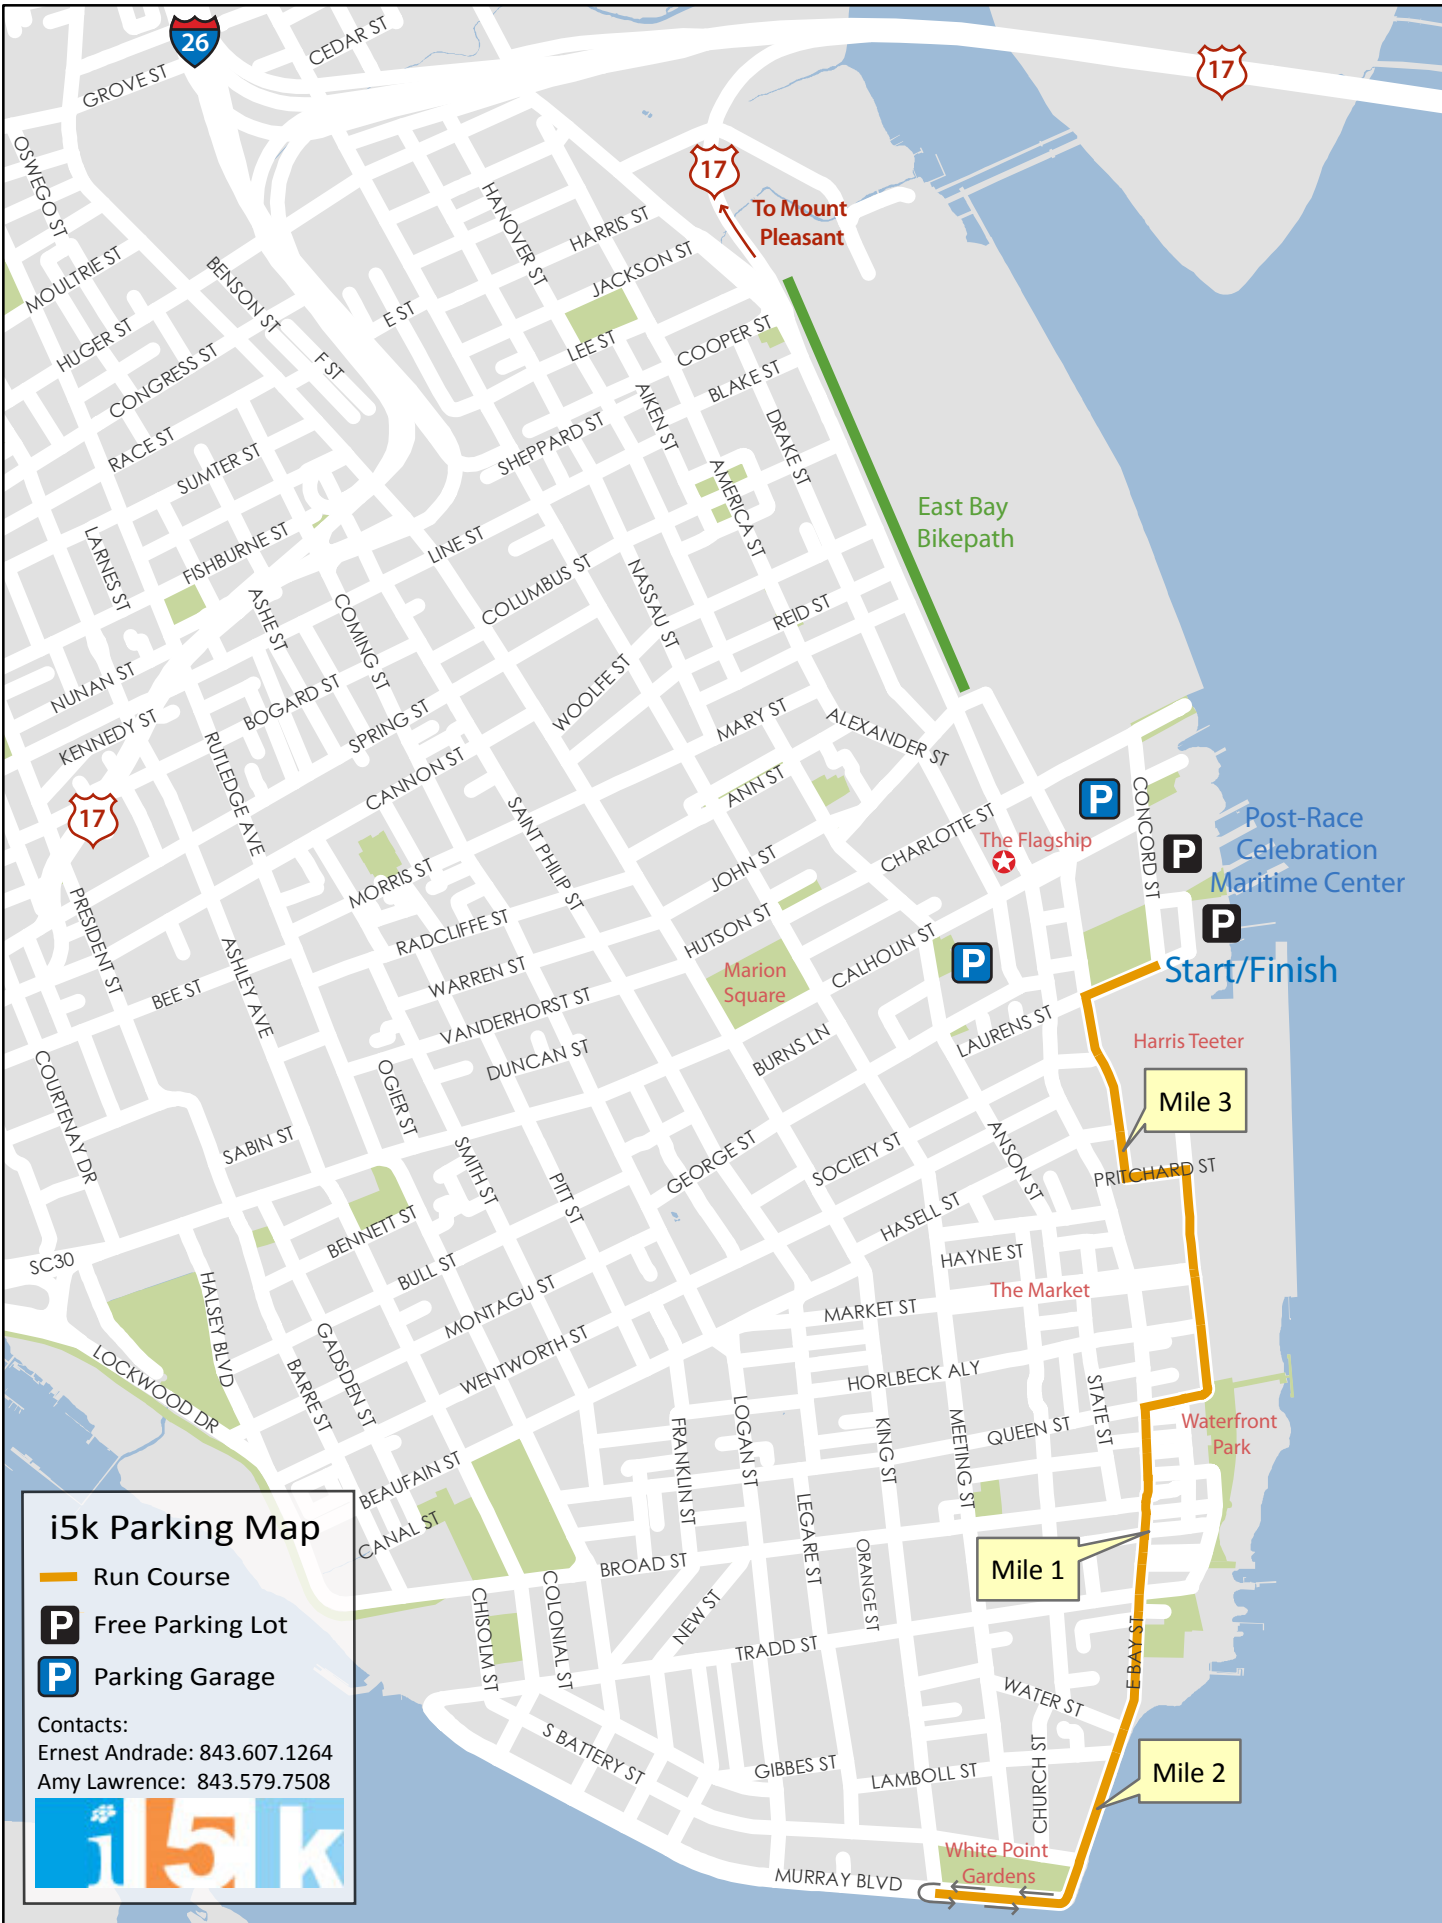 26
CEDAR ST
17
GROVE ST
OSWEGO ST
17
To Mount
Pleasant
HANOVER ST
HARRIS ST
JACKSON ST
MOULTRIE ST
BENSON ST
HUGER ST
E ST
F ST
LEE ST
COOPER ST
CONGRESS ST
BLAKE ST
AIKEN ST
DRAKE ST
RACE ST
SUMTER ST
SHEPPARD ST
AMERICA ST
East Bay
Bikepath
LARNES ST
FISHBURNE ST
LINE ST
COLUMBUS ST
NASSAU ST
REID ST
ASHE ST
COMING ST
NUNAN ST
BOGARD ST
WOOLFE ST
KENNEDY ST
SPRING ST
MARY ST
ALEXANDER ST
RUTLEDGE AVE
CANNON ST
ANN ST
17
SAINT PHILIP ST
CHARLOTTE ST
The Flagship
P
CONCORD ST
P
Post-Race
Celebration
Maritime Center
JOHN ST
MORRIS ST
PRESIDENT ST
RADCLIFFE ST
HUTSON ST
CALHOUN ST
P
P
Start/Finish
Marion
Square
WARREN ST
ASHLEY AVE
BEE ST
VANDERHORST ST
LAURENS ST
BURNS LN
DUNCAN ST
Harris Teeter
COURTENAY DR
OGIER ST
Mile 3
SABIN ST
SMITH ST
PITT ST
GEORGE ST
SOCIETY ST
ANSON ST
PRITCHARD ST
BENNETT ST
HASELL ST
HAYNE ST
SC30
BULL ST
The Market
MONTAGU ST
MARKET ST
HALSEY BLVD
GADSDEN ST
WENTWORTH ST
HORLBECK ALY
LOCKWOOD DR
BARRE ST
LOGAN ST
FRANKLIN ST
KING ST
MEETING ST
QUEEN ST
STATE ST
Waterfront
Park
BEAUFAIN ST
LEGARE ST
CANAL ST
BROAD ST
ORANGE ST
Mile 1
CHISOLM ST
COLONIAL ST
NEW ST
TRADD ST
E BAY ST
WATER ST
S BATTERY ST
GIBBES ST
LAMBOLL ST
CHURCH ST
Mile 2
White Point
Gardens
MURRAY BLVD
i5k Parking Map
Run Course
P Free Parking Lot
P Parking Garage
Contacts:
Ernest Andrade: 843.607.1264
Amy Lawrence: 843.579.7508
i5k